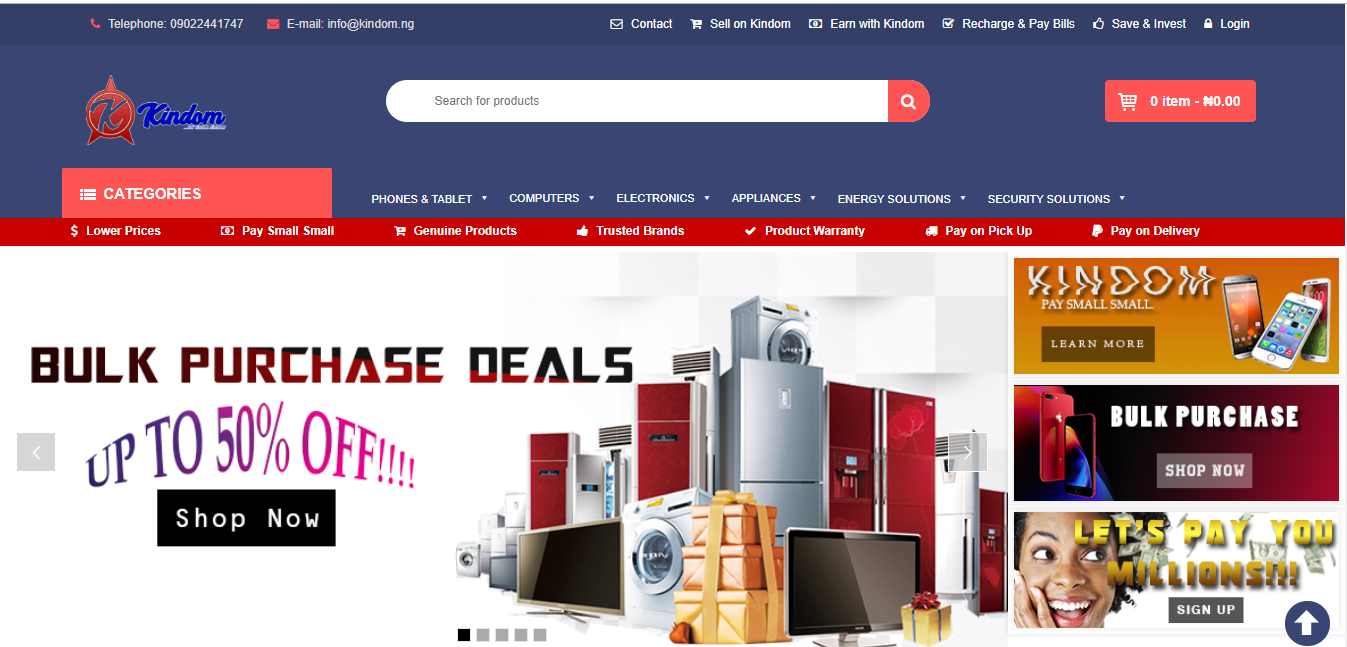 Telephone: 09022441747 E-mail: info@kindom.ng Contact Sell on Kindom Earn with Kindom Recharge & Pay Bills Save & Invest Login
Kindom
Search for products
0 item - ₦0.00
CATEGORIES
PHONES & TABLET COMPUTERS ELECTRONICS APPLIANCES ENERGY SOLUTIONS SECURITY SOLUTIONS
Lower Prices Pay Small Small Genuine Products Trusted Brands Product Warranty Pay on Pick Up Pay on Delivery
BULK PURCHASE DEALS
UP TO 50% OFF!!!!
Shop Now
KINDOM
PAY SMALL SMALL.
LEARN MORE
BULK PURCHASE
SHOP NOW
LET'S PAY YOU
MILLIONS!!!
SIGN UP